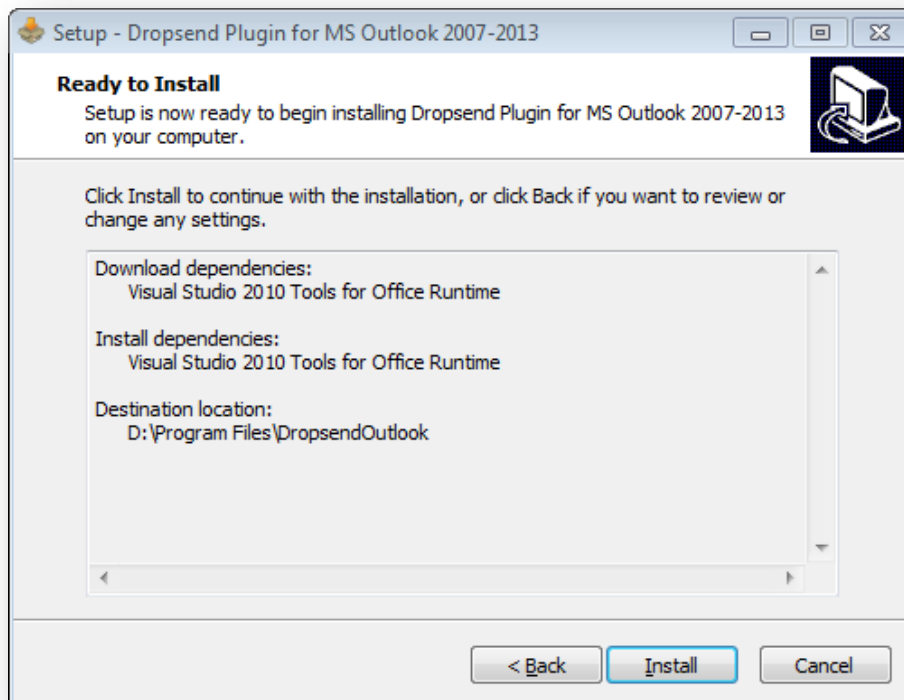 Setup - Dropsend Plugin for MS Outlook 2007-2013
Ready to Install
Setup is now ready to begin installing Dropsend Plugin for MS Outlook 2007-2013
on your computer.
Click Install to continue with the installation, or click Back if you want to review or
change any settings.
Download dependencies:
Visual Studio 2010 Tools for Office Runtime
Install dependencies:
Visual Studio 2010 Tools for Office Runtime
Destination location:
D:\Program Files\DropsendOutlook
< Back
Install
Cancel